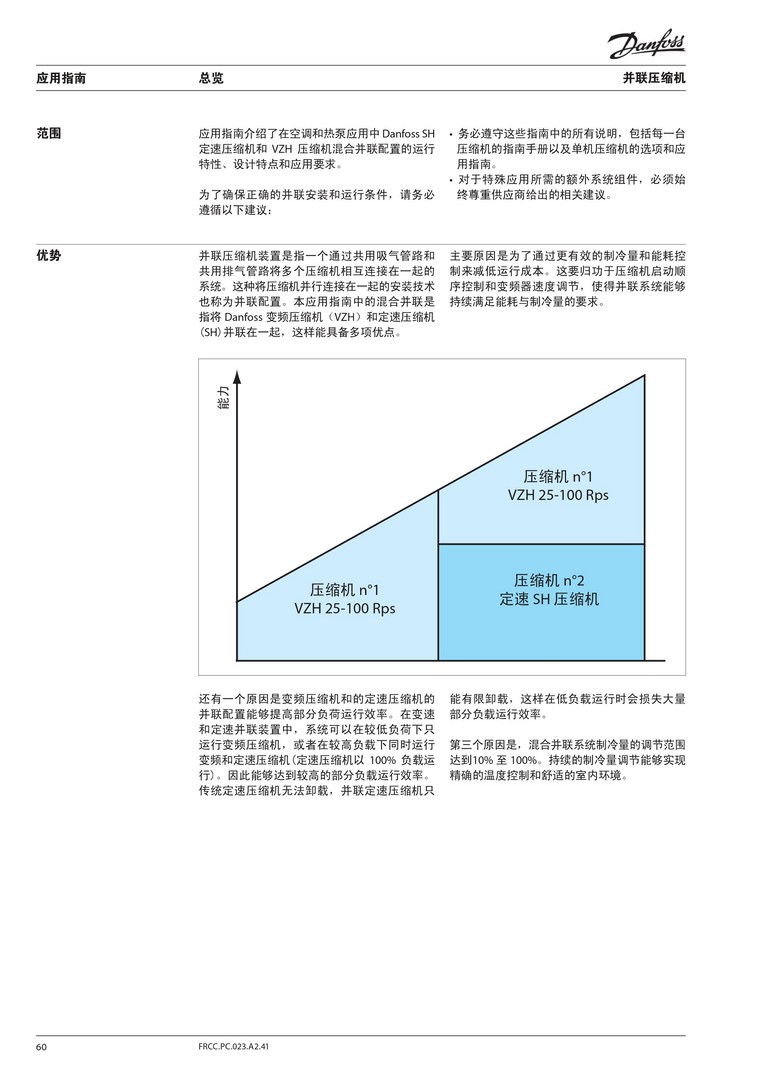 Danfoss
应用指南
总览
并联压缩机
范围
应用指南介绍了在空调和热泵应用中 Danfoss SH
定速压缩机和 VZH 压缩机混合并联配置的运行
特性、设计特点和应用要求。
为了确保正确的并联安装和运行条件，请务必
遵循以下建议：
• 务必遵守这些指南中的所有说明，包括每一台
压缩机的指南手册以及单机压缩机的选项和应
用指南。
• 对于特殊应用所需的额外系统组件，必须始
终尊重供应商给出的相关建议。
优势
并联压缩机装置是指一个通过共用吸气管路和
共用排气管路将多个压缩机相互连接在一起的
系统。这种将压缩机并行连接在一起的安装技术
也称为并联配置。本应用指南中的混合并联是
指将 Danfoss 变频压缩机（VZH）和定速压缩机
(SH)并联在一起，这样能具备多项优点。
主要原因是为了通过更有效的制冷量和能耗控
制来减低运行成本。这要归功于压缩机启动顺
序控制和变频器速度调节，使得并联系统能够
持续满足能耗与制冷量的要求。
能力
压缩机 n°1
VZH 25-100 Rps
压缩机 n°2
定速 SH 压缩机
压缩机 n°1
VZH 25-100 Rps
还有一个原因是变频压缩机和的定速压缩机的
并联配置能够提高部分负荷运行效率。在变速
和定速并联装置中，系统可以在较低负荷下只
运行变频压缩机，或者在较高负载下同时运行
变频和定速压缩机(定速压缩机以 100% 负载运
行)。因此能够达到较高的部分负载运行效率。
传统定速压缩机无法卸载，并联定速压缩机只
能有限卸载，这样在低负载运行时会损失大量
部分负载运行效率。
第三个原因是，混合并联系统制冷量的调节范围
达到10% 至 100%。持续的制冷量调节能够实现
精确的温度控制和舒适的室内环境。
60
FRCC.PC.023.A2.41